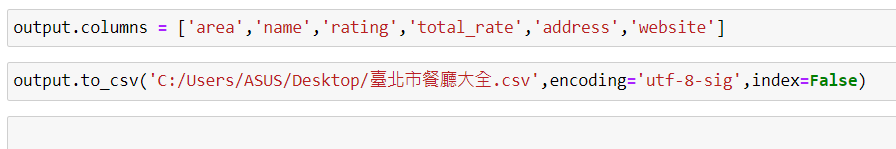 output.columns = ['area','name','rating','total_rate','address','website']
output.to_csv('C:/Users/ASUS/Desktop/臺北市餐廳大全.csv',encoding='utf-8-sig',index=False)